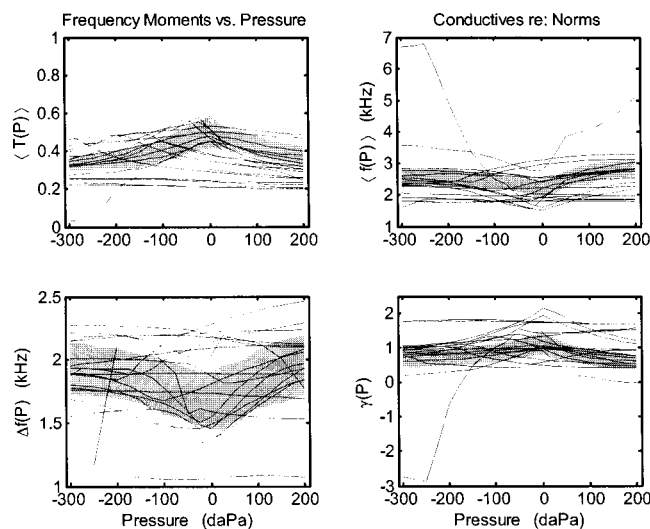 Frequency Moments vs. Pressure
Conductives re: Norms
1
0.8
0.6
0.4
0.2
0
⟨ T(P) ⟩
-300 -200 -100 0 100 200
7
6
5
4
3
2
1
⟨ f(P) ⟩ (kHz)
-300 -200 -100 0 100 200
2.5
2
1.5
1
Δf(P) (kHz)
-300 -200 -100 0 100 200
Pressure (daPa)
2
1
0
-1
-2
-3
γ(P)
-300 -200 -100 0 100 200
Pressure (daPa)